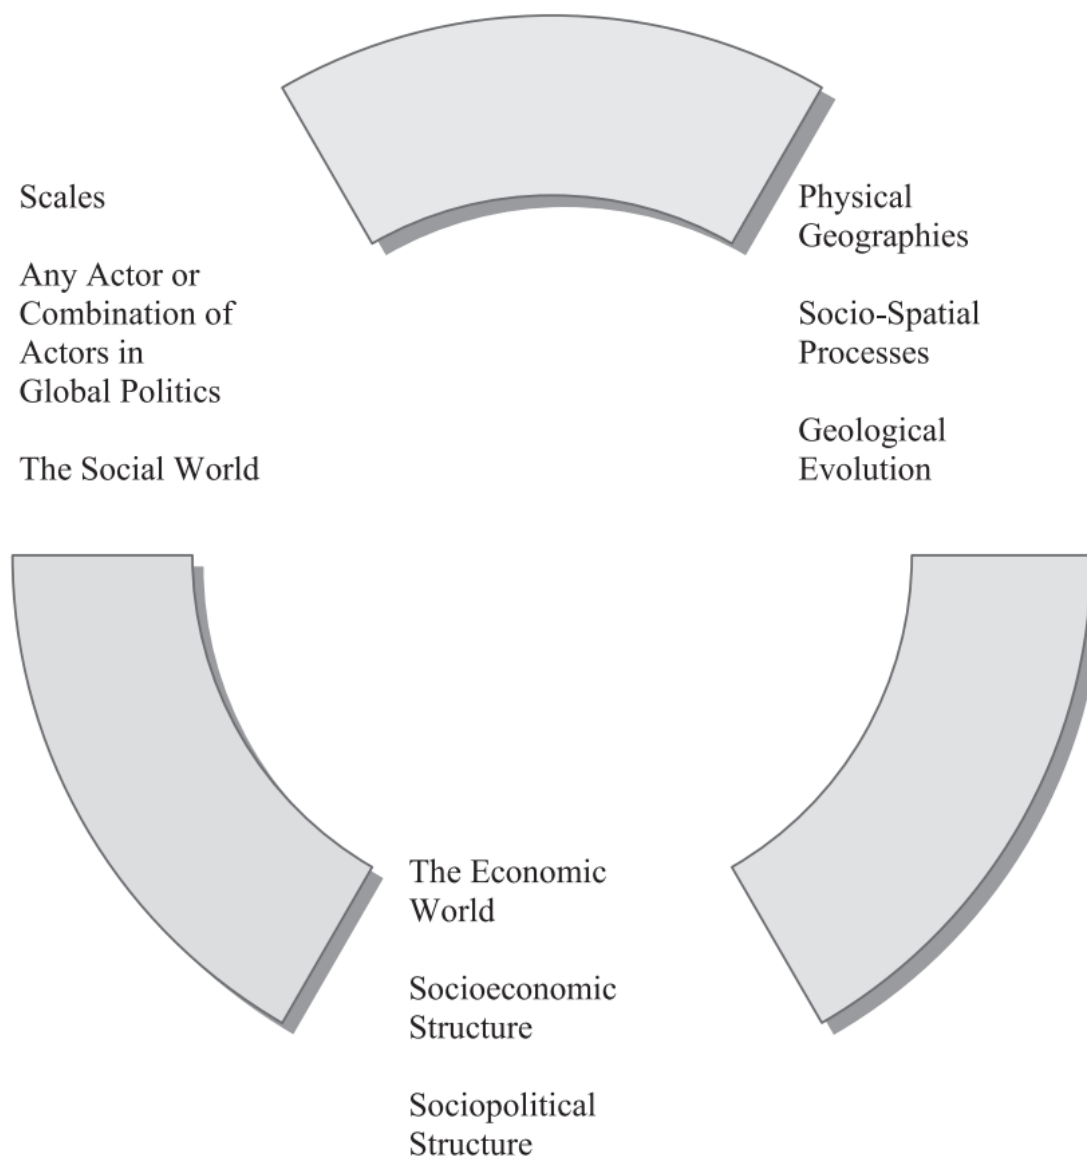 Scales
Any Actor or
Combination of
Actors in
Global Politics
The Social World
Physical
Geographies
Socio-Spatial
Processes
Geological
Evolution
The Economic
World
Socioeconomic
Structure
Sociopolitical
Structure